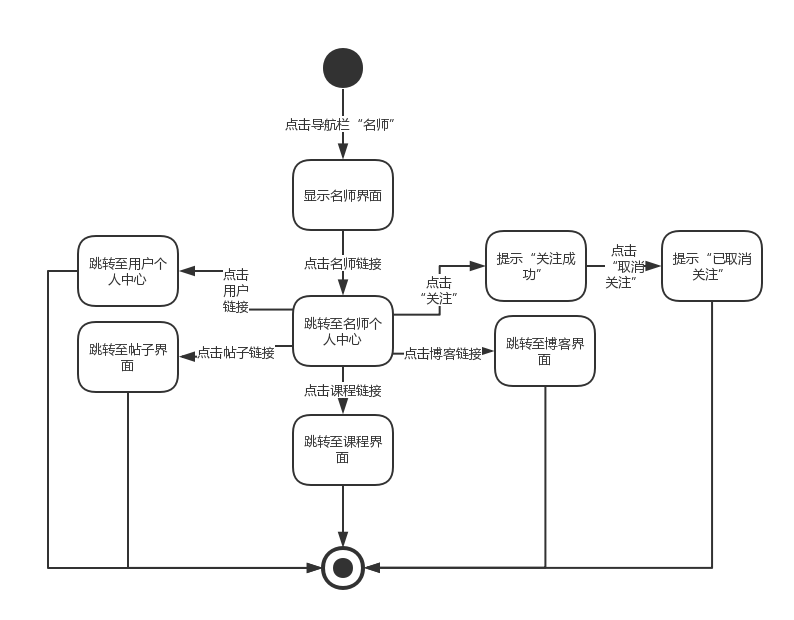 点击导航栏“名师”
显示名师界面
点击名师链接
跳转至用户个
人中心
点击
用户
链接
跳转至名师个
人中心
点击
“关注”
提示“关注成
功”
点击
“取消
关注”
提示“已取消
关注”
跳转至帖子界
面
点击帖子链接
点击博客链接
跳转至博客界
面
点击课程链接
跳转至课程界
面